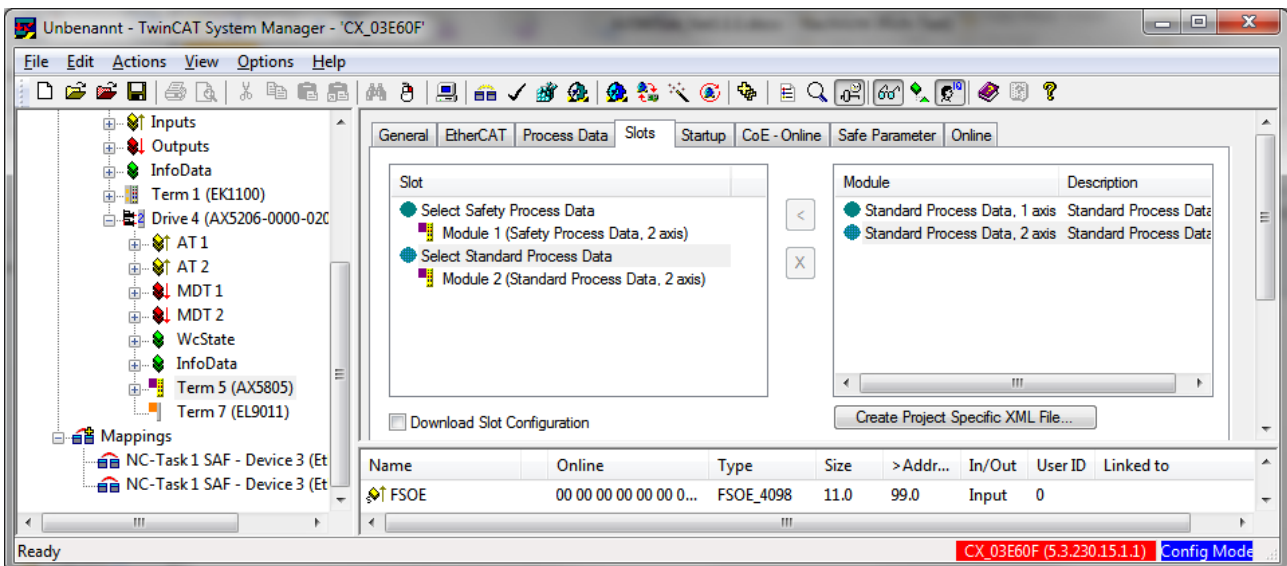 Unbenannt - TwinCAT System Manager - 'CX_03E60F'
File Edit Actions View Options Help
Inputs
Outputs
InfoData
Term 1 (EK1100)
Drive 4 (AX5206-0000-020
AT 1
AT 2
MDT 1
MDT 2
WcState
InfoData
Term 5 (AX5805)
Term 7 (EL9011)
Mappings
NC-Task 1 SAF - Device 3 (Et
NC-Task 1 SAF - Device 3 (Et
General EtherCAT Process Data Slots Startup CoE - Online Safe Parameter Online
Slot
Select Safety Process Data
Module 1 (Safety Process Data, 2 axis)
Select Standard Process Data
Module 2 (Standard Process Data, 2 axis)
<
X
Module Description
Standard Process Data, 1 axis Standard Process Data
Standard Process Data, 2 axis Standard Process Data
Download Slot Configuration
Create Project Specific XML File...
Name Online Type Size >Addr... In/Out User ID Linked to
FSOE 00 00 00 00 00 00 0... FSOE_4098 11.0 99.0 Input 0
Ready CX_03E60F (5.3.230.15.1.1) Config Mode